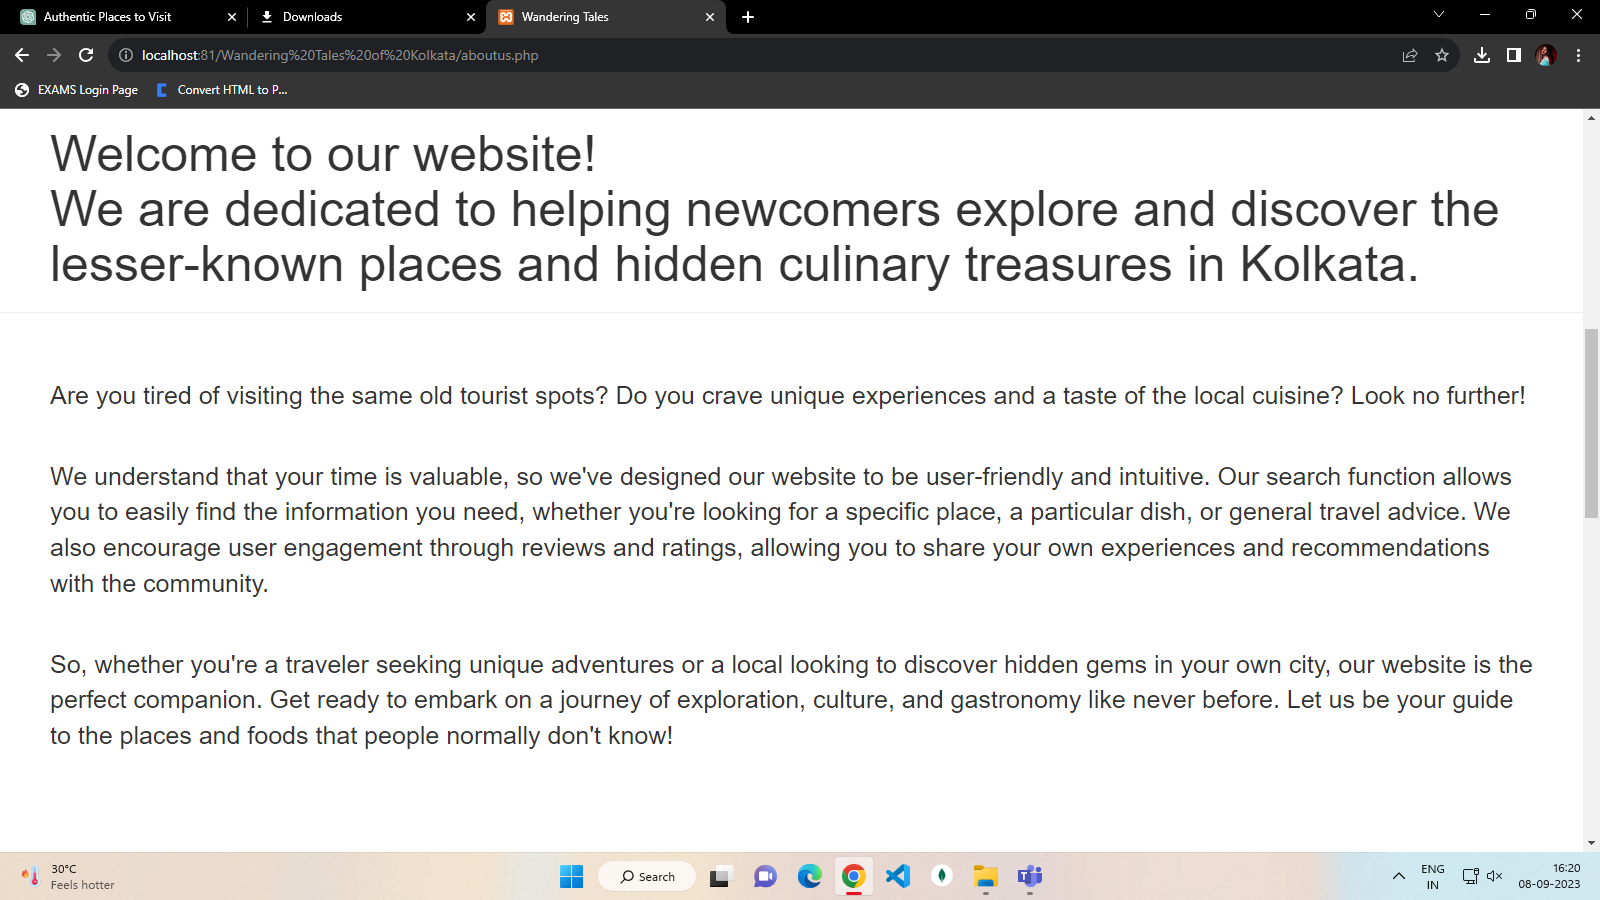 Authentic Places to Visit
Downloads
Wandering Tales
localhost:81/Wandering%20Tales%20of%20Kolkata/aboutus.php
EXAMS Login Page
Convert HTML to P...
Welcome to our website!
We are dedicated to helping newcomers explore and discover the
lesser-known places and hidden culinary treasures in Kolkata.
Are you tired of visiting the same old tourist spots? Do you crave unique experiences and a taste of the local cuisine? Look no further!
We understand that your time is valuable, so we've designed our website to be user-friendly and intuitive. Our search function allows
you to easily find the information you need, whether you're looking for a specific place, a particular dish, or general travel advice. We
also encourage user engagement through reviews and ratings, allowing you to share your own experiences and recommendations
with the community.
So, whether you're a traveler seeking unique adventures or a local looking to discover hidden gems in your own city, our website is the
perfect companion. Get ready to embark on a journey of exploration, culture, and gastronomy like never before. Let us be your guide
to the places and foods that people normally don't know!
30°C
Feels hotter
Search
ENG
IN
16:20
08-09-2023